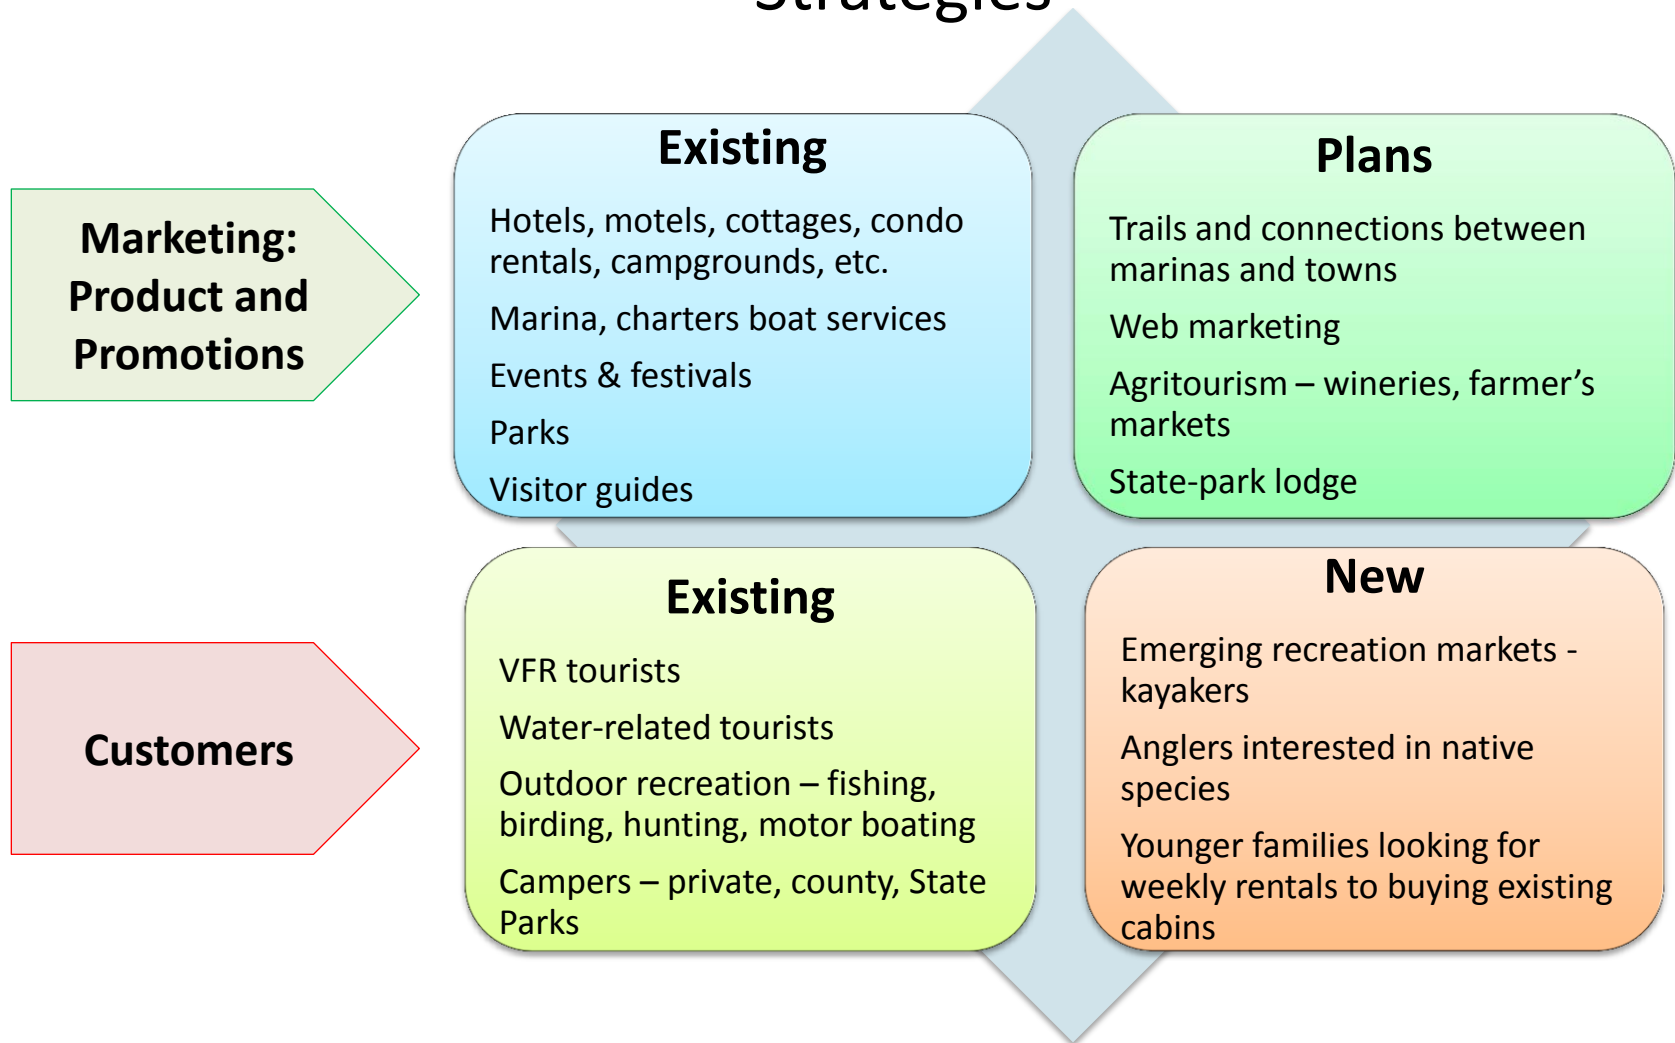 Strategies
Marketing:
Product and
Promotions
Existing
Hotels, motels, cottages, condo
rentals, campgrounds, etc.
Marina, charters boat services
Events & festivals
Parks
Visitor guides
Plans
Trails and connections between
marinas and towns
Web marketing
Agritourism – wineries, farmer’s
markets
State-park lodge
Customers
Existing
VFR tourists
Water-related tourists
Outdoor recreation – fishing,
birding, hunting, motor boating
Campers – private, county, State
Parks
New
Emerging recreation markets -
kayakers
Anglers interested in native
species
Younger families looking for
weekly rentals to buying existing
cabins